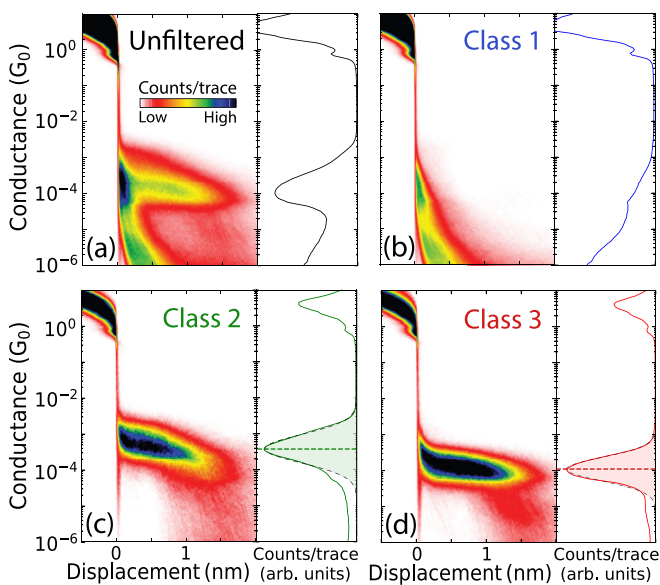 Unfiltered
Counts/trace
Low High
(a)
Conductance (G₀)
10⁰
10⁻²
10⁻⁴
10⁻⁶
Class 1
(b)
Class 2
(c)
Conductance (G₀)
10⁰
10⁻²
10⁻⁴
10⁻⁶
0 1
Displacement (nm)
Counts/trace
(arb. units)
Class 3
(d)
0 1
Displacement (nm)
Counts/trace
(arb. units)